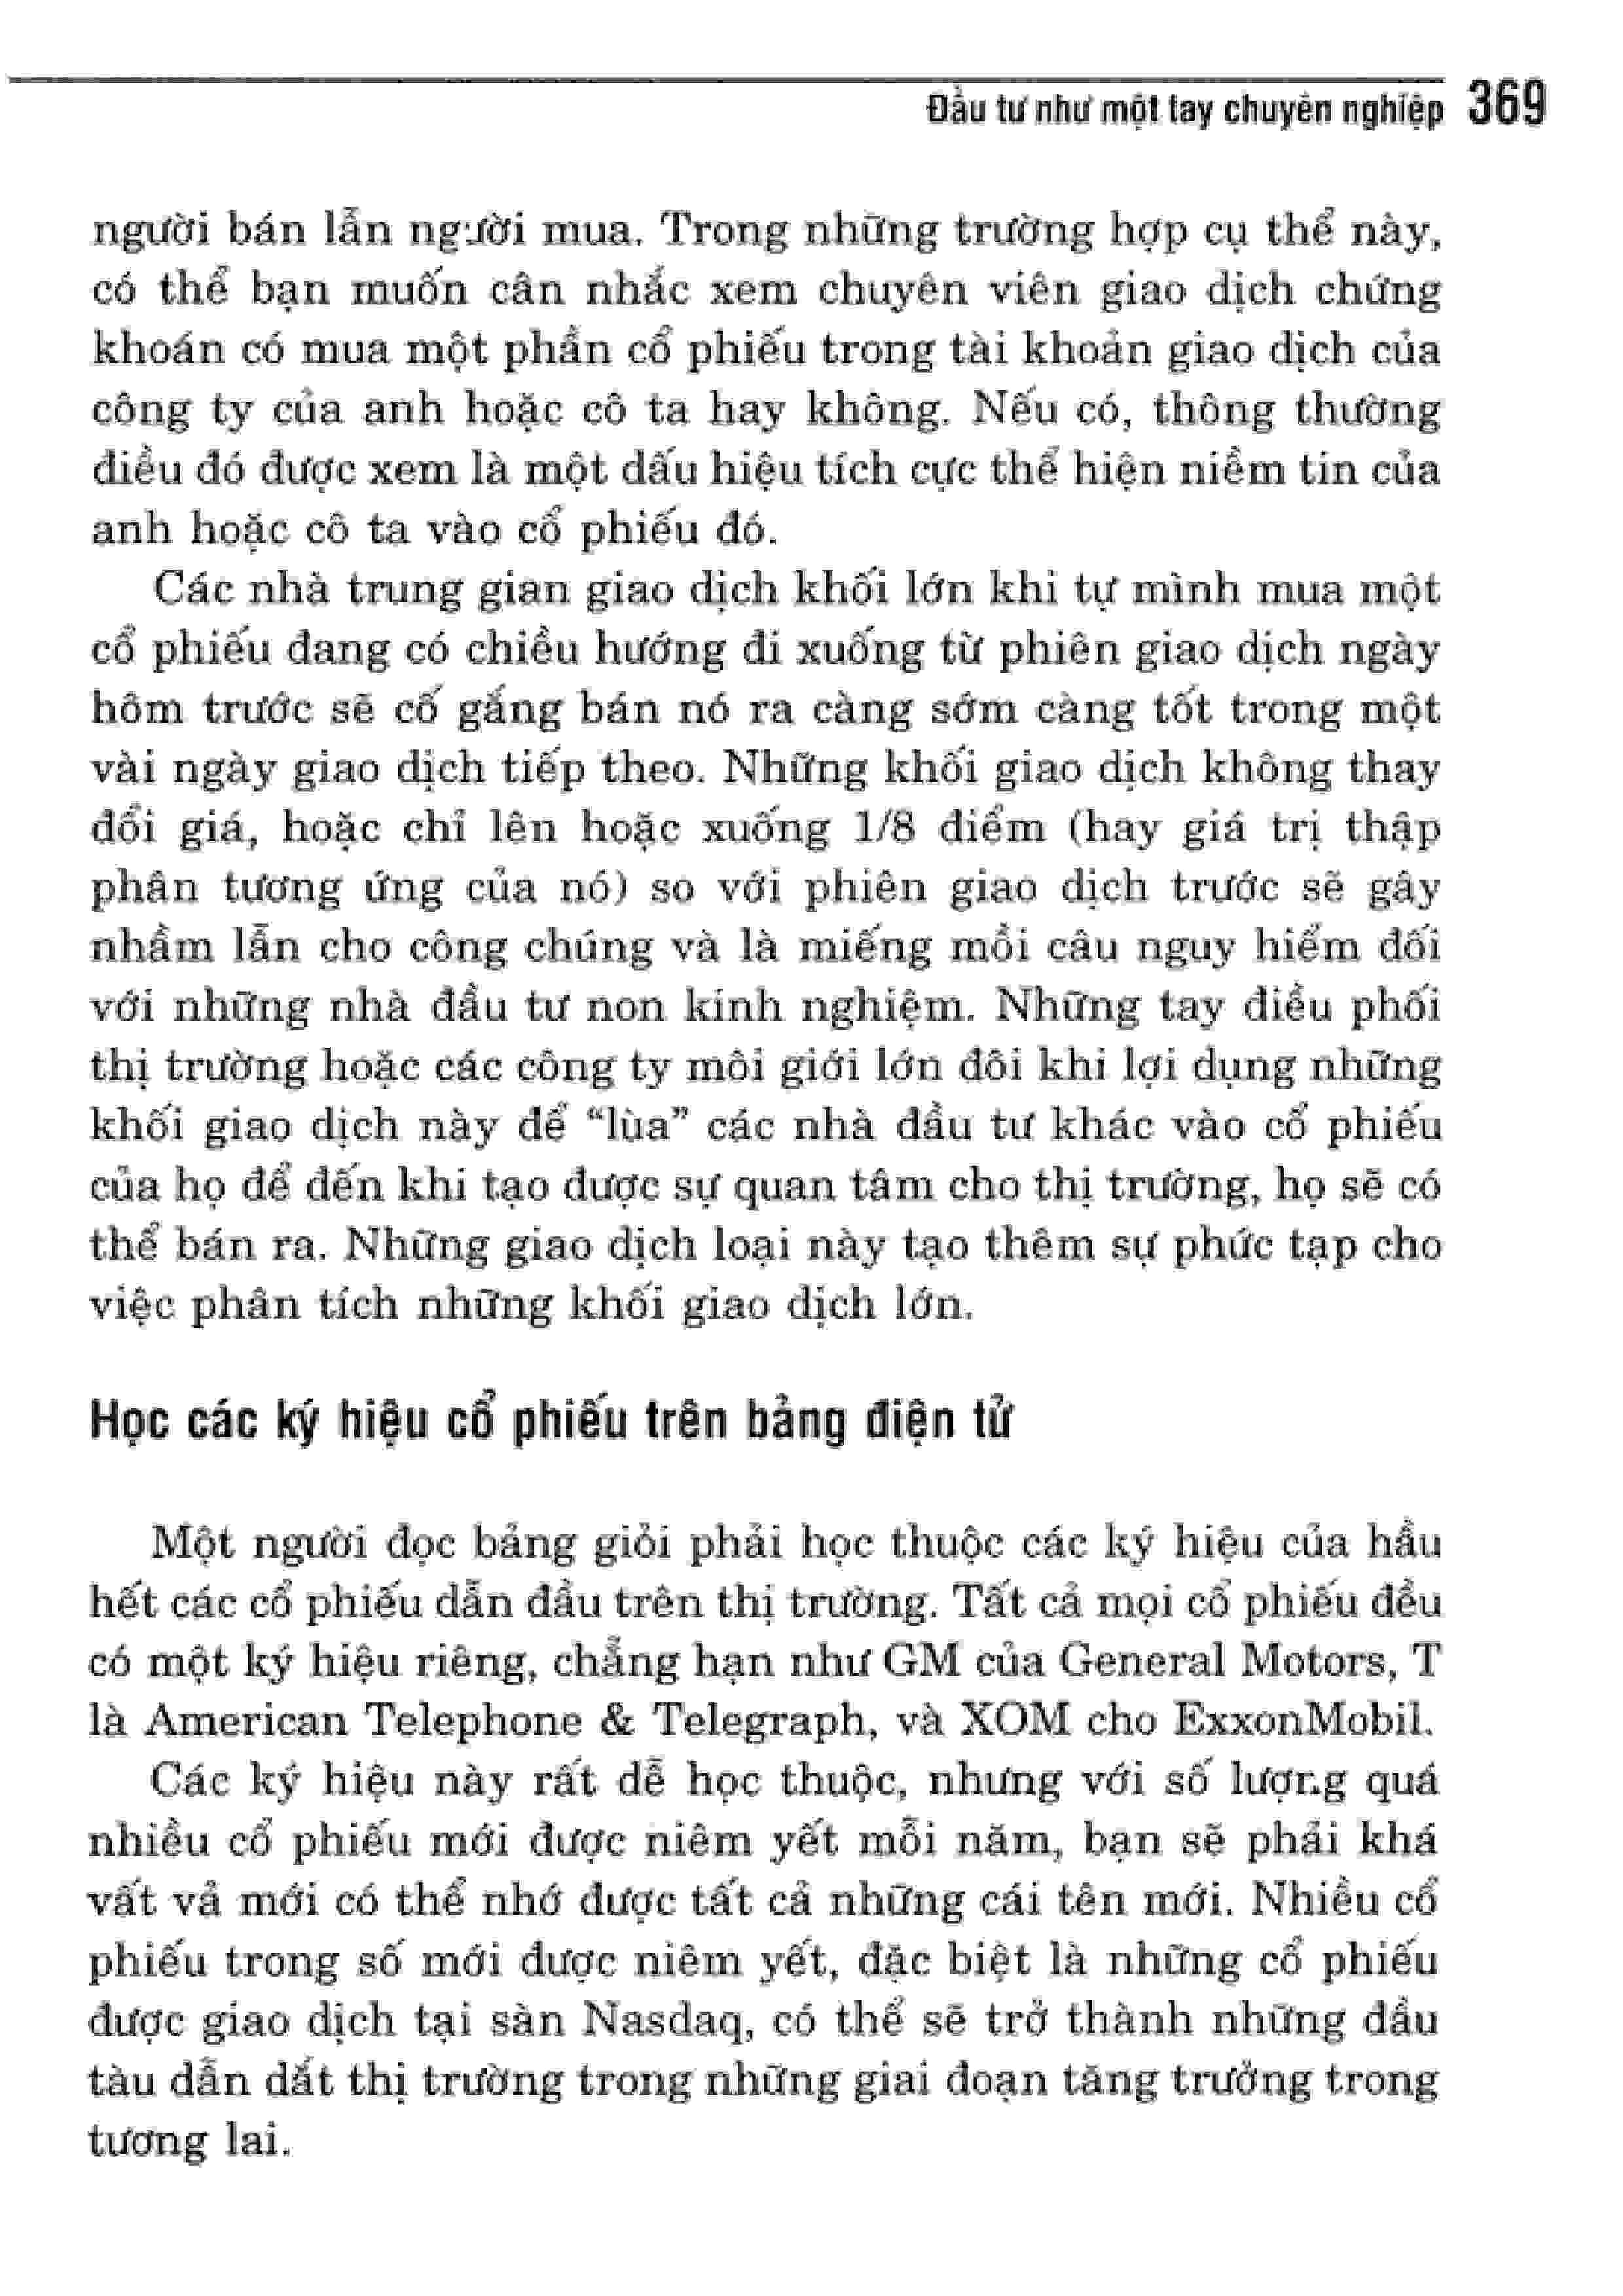 Đầu tư như một tay chuyên nghiệp 369
người bán lẫn người mua. Trong những trường hợp cụ thể này,
có thể bạn muốn cân nhắc xem chuyên viên giao dịch chứng
khoán có mua một phần cổ phiếu trong tài khoản giao dịch của
công ty của anh hoặc cô ta hay không. Nếu có, thông thường
điều đó được xem là một dấu hiệu tích cực thể hiện niềm tin của
anh hoặc cô ta vào cổ phiếu đó.
Các nhà trung gian giao dịch khối lớn khi tự mình mua một
cổ phiếu đang có chiều hướng đi xuống từ phiên giao dịch ngày
hôm trước sẽ cố gắng bán nó ra càng sớm càng tốt trong một
vài ngày giao dịch tiếp theo. Những khối giao dịch không thay
đổi giá, hoặc chỉ lên hoặc xuống 1/8 điểm (hay giá trị thập
phân tương ứng của nó) so với phiên giao dịch trước sẽ gây
nhầm lẫn cho công chúng và là miếng mồi câu nguy hiểm đối
với những nhà đầu tư non kinh nghiệm. Những tay điều phối
thị trường hoặc các công ty môi giới lớn đôi khi lợi dụng những
khối giao dịch này để “lùa” các nhà đầu tư khác vào cổ phiếu
của họ để đến khi tạo được sự quan tâm cho thị trường, họ sẽ có
thể bán ra. Những giao dịch loại này tạo thêm sự phức tạp cho
việc phân tích những khối giao dịch lớn.
Học các ký hiệu cổ phiếu trên bảng điện tử
Một người đọc bảng giỏi phải học thuộc các ký hiệu của hầu
hết các cổ phiếu dẫn đầu trên thị trường. Tất cả mọi cổ phiếu đều
có một ký hiệu riêng, chẳng hạn như GM của General Motors, T
là American Telephone & Telegraph, và XOM cho ExxonMobil.
Các ký hiệu này rất dễ học thuộc, nhưng với số lượng quá
nhiều cổ phiếu mới được niêm yết mỗi năm, bạn sẽ phải khá
vất vả mới có thể nhớ được tất cả những cái tên mới. Nhiều cổ
phiếu trong số mới được niêm yết, đặc biệt là những cổ phiếu
được giao dịch tại sàn Nasdaq, có thể sẽ trở thành những đầu
tàu dẫn dắt thị trường trong những giai đoạn tăng trưởng trong
tương lai.